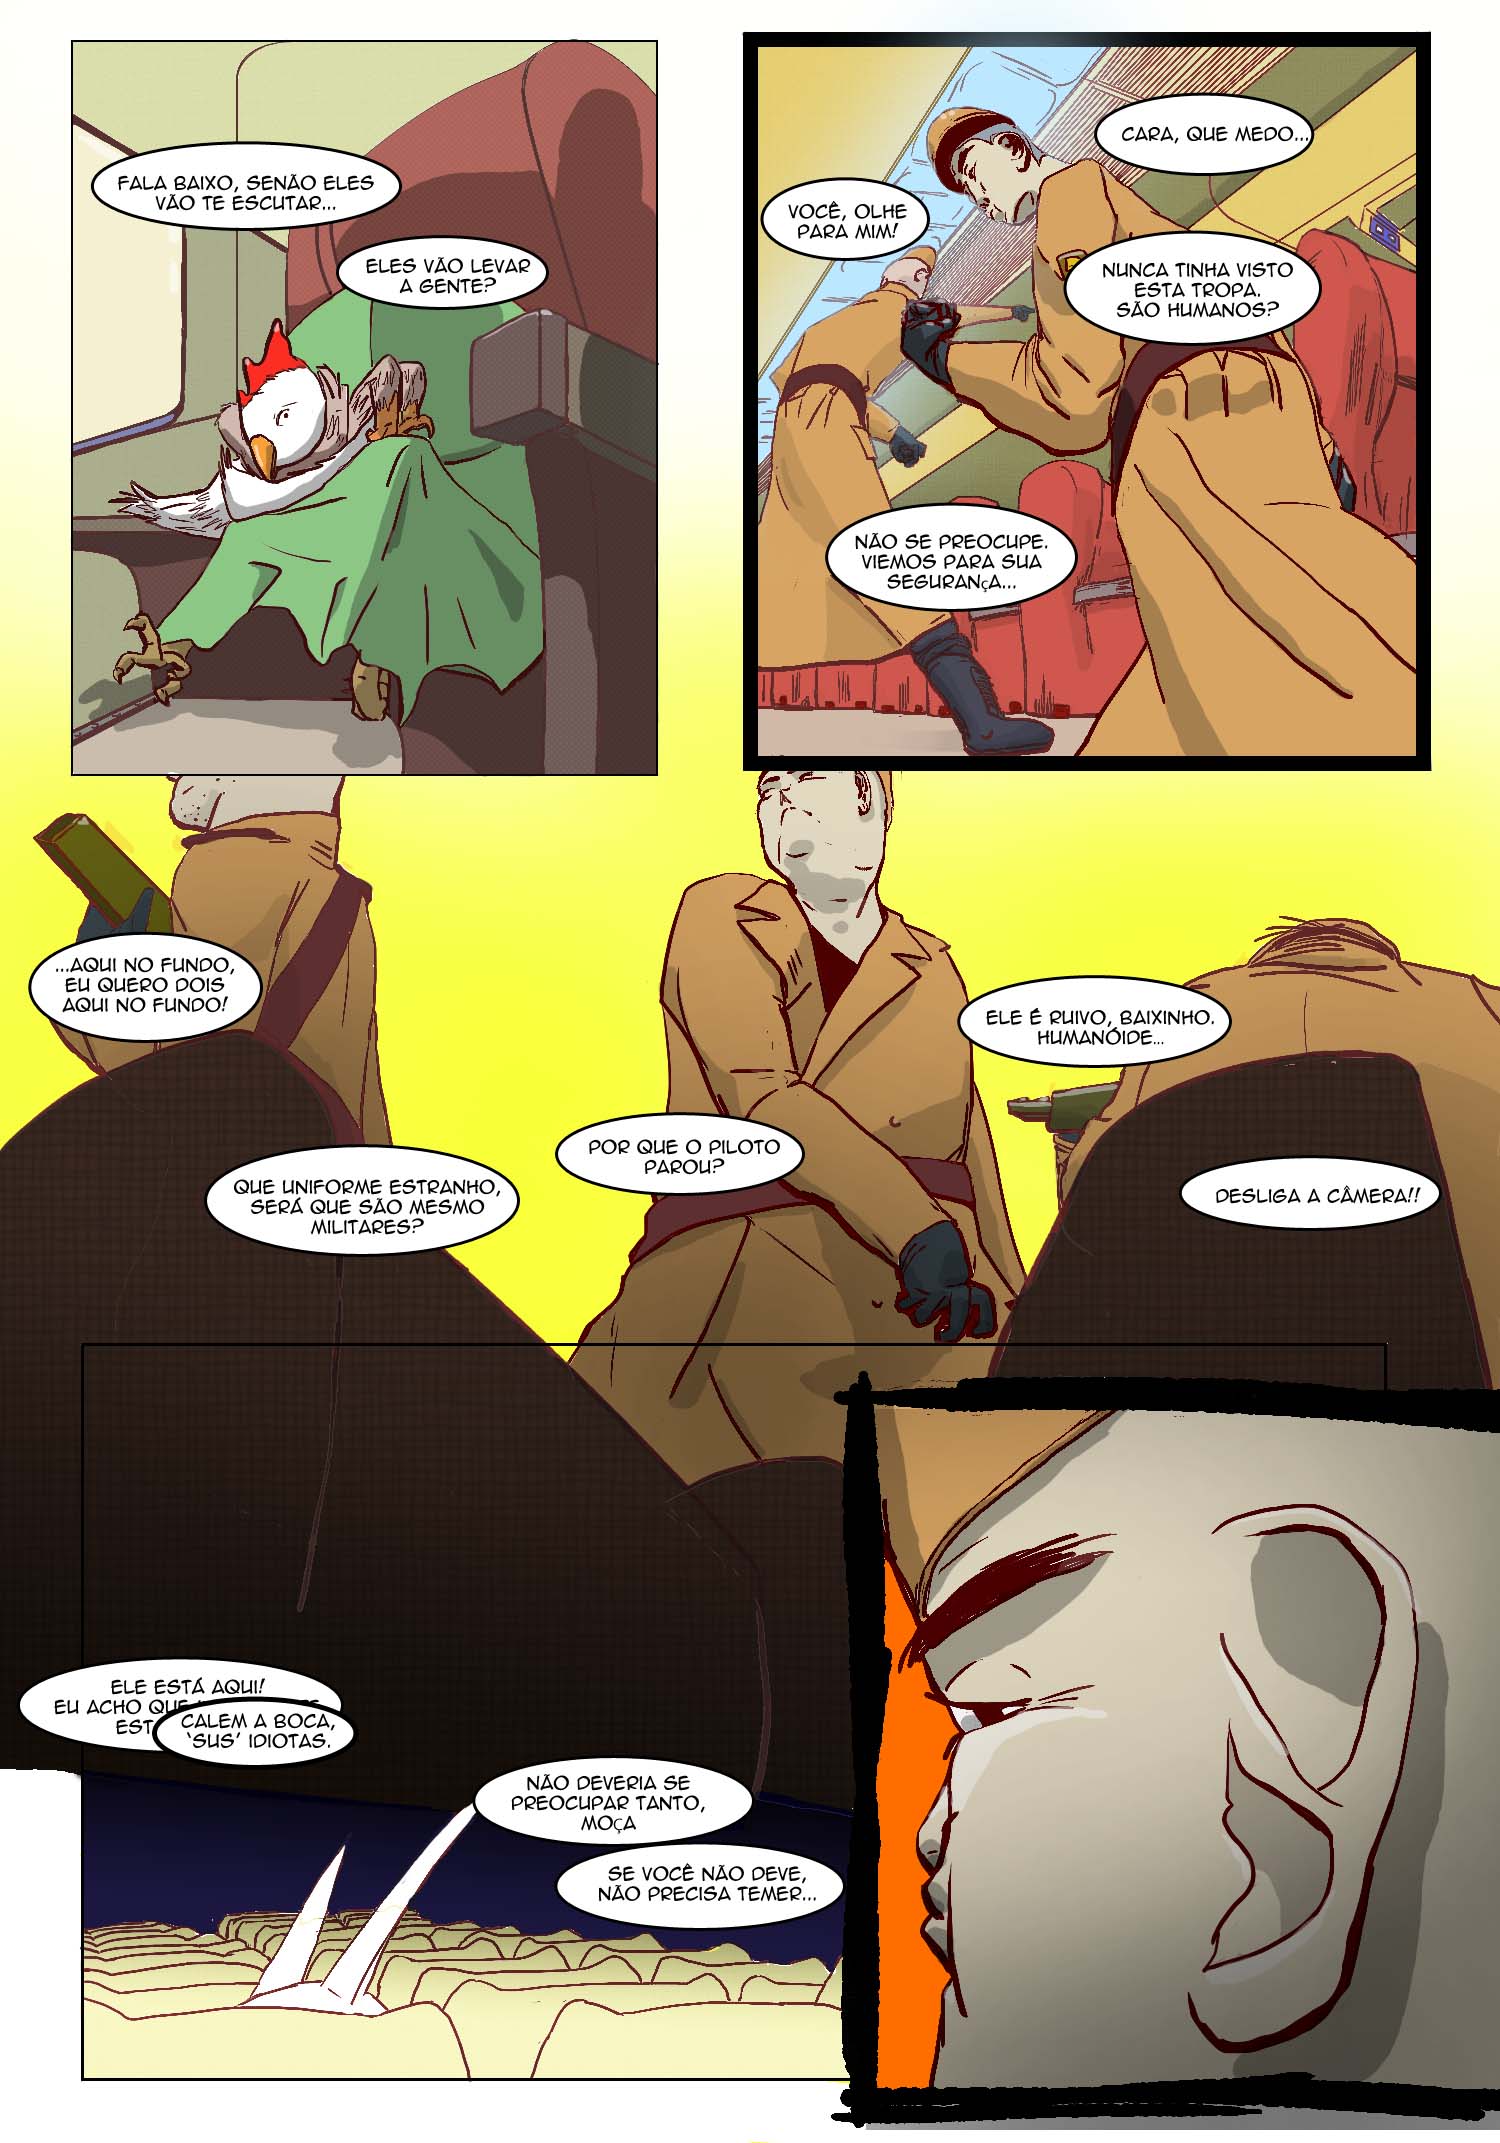 FALA BAIXO, SENÃO ELES
VÃO TE ESCUTAR...
ELES VÃO LEVAR
A GENTE?
CARA, QUE MEDO...
VOCÊ, OLHE
PARA MIM!
NUNCA TINHA VISTO
ESTA TROPA.
SÃO HUMANOS?
NÃO SE PREOCUPE.
VIEMOS PARA SUA
SEGURANÇA...
...AQUI NO FUNDO,
EU QUERO DOIS
AQUI NO FUNDO!
ELE É RUIVO, BAIXINHO.
HUMANÓIDE...
POR QUE O PILOTO
PAROU?
QUE UNIFORME ESTRANHO,
SERÁ QUE SÃO MESMO
MILITARES?
DESLIGA A CÂMERA!!
ELE ESTÁ AQUI!
EU ACHO QUE
CALEM A BOCA,
'SUS' IDIOTAS.
NÃO DEVERIA SE
PREOCUPAR TANTO,
MOÇA
SE VOCÊ NÃO DEVE,
NÃO PRECISA TEMER...